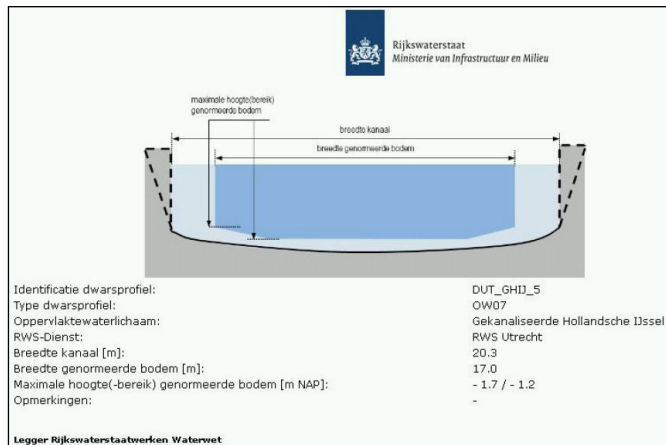 Rijkswaterstaat
Ministerie van Infrastructuur en Milieu
maximale hoogte(bereik)
genormeerde bodem
breedte kanaal
breedte genormeerde bodem
Identificatie dwarsprofiel: DUT_GHIJ_5
Type dwarsprofiel: OW07
Oppervlaktewaterlichaam: Gekanaliseerde Hollandsche IJssel
RWS-Dienst: RWS Utrecht
Breedte kanaal [m]: 20.3
Breedte genormeerde bodem [m]: 17.0
Maximale hoogte(-bereik) genormeerde bodem [m NAP]: - 1.7 / - 1.2
Opmerkingen: -
Legger Rijkswaterstaatwerken Waterwet